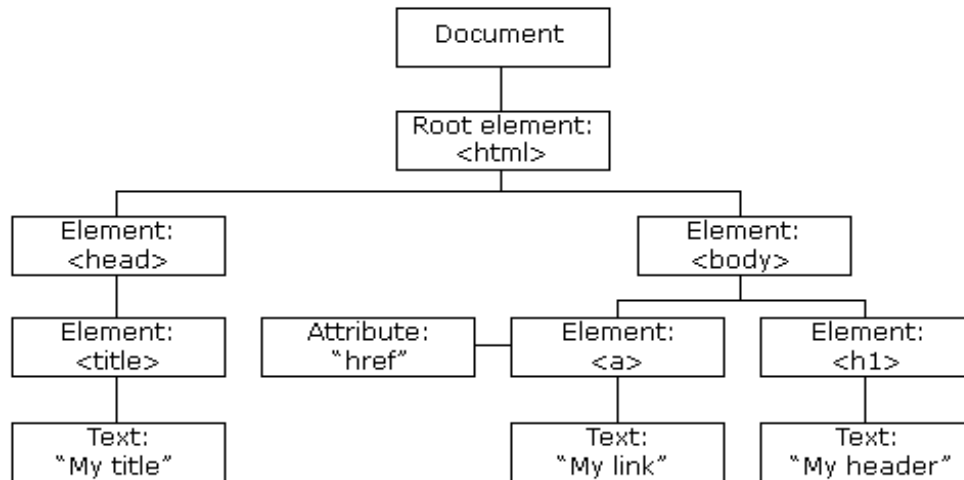 Document
Root element:
<html>
Element:
<head>
Element:
<body>
Element:
<title>
Attribute:
“href”
Element:
<a>
Element:
<h1>
Text:
“My title”
Text:
“My link”
Text:
“My header”